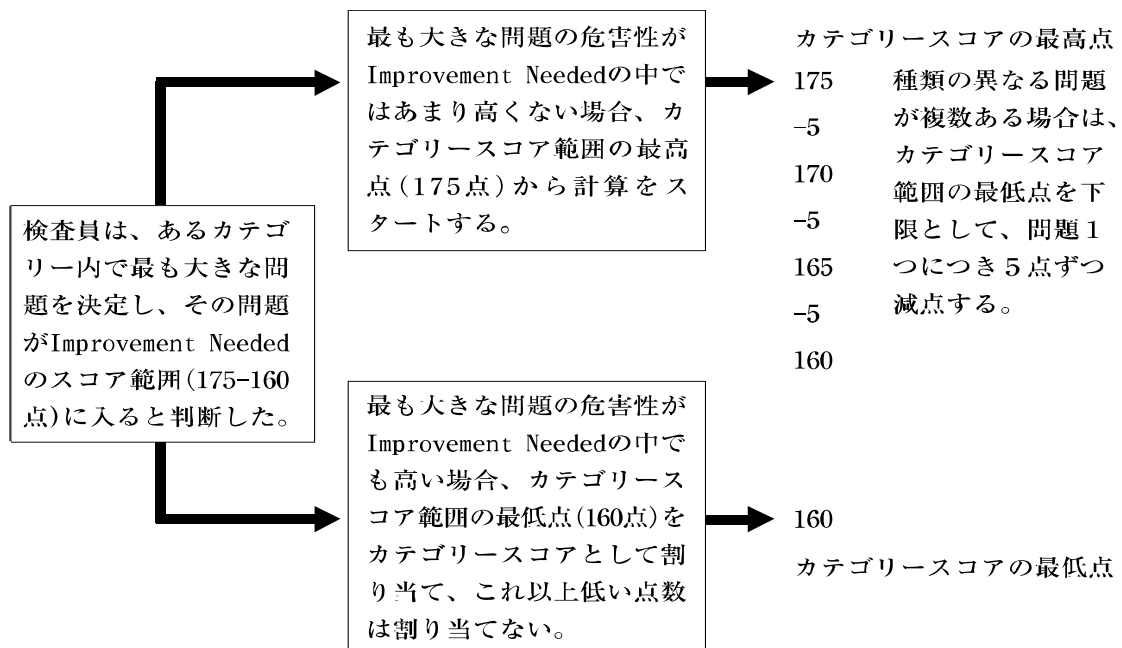 検査員は、あるカテゴ
リー内で最も大きな問
題を決定し、その問題
がImprovement Needed
のスコア範囲(175-160
点)に入ると判断した。
最も大きな問題の危害性が
Improvement Neededの中で
はあまり高くない場合、カ
テゴリースコア範囲の最高
点(175点)から計算をス
タートする。
カテゴリースコアの最高点
175
-5
170
-5
165
-5
160
種類の異なる問題
が複数ある場合は、
カテゴリースコア
範囲の最低点を下
限として、問題1
つにつき5点ずつ
減点する。
最も大きな問題の危害性が
Improvement Neededの中で
も高い場合、カテゴリース
コア範囲の最低点(160点)を
カテゴリースコアとして割
り当て、これ以上低い点数
は割り当てない。
160
カテゴリースコアの最低点